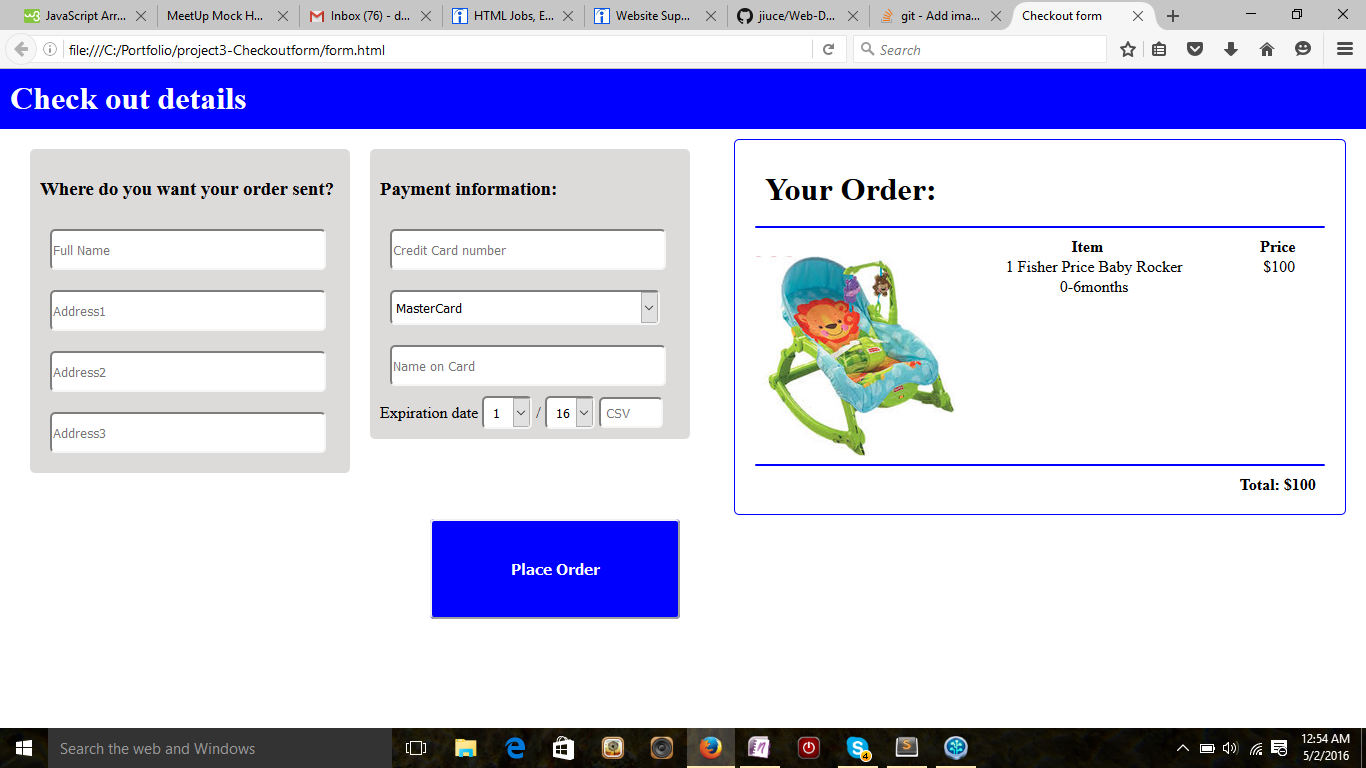 JavaScript Arr...
MeetUp Mock H...
Inbox (76) - d...
HTML Jobs, E...
Website Sup...
jiuce/Web-D...
git - Add ima...
Checkout form
file:///C:/Portfolio/project3-Checkoutform/form.html
Search
Check out details
Where do you want your order sent?
Full Name
Address1
Address2
Address3
Payment information:
Credit Card number
MasterCard
Name on Card
Expiration date 1 / 16 CSV
Place Order
Your Order:
Item Price
1 Fisher Price Baby Rocker $100
0-6months
Total: $100
Search the web and Windows
4
12:54 AM
5/2/2016